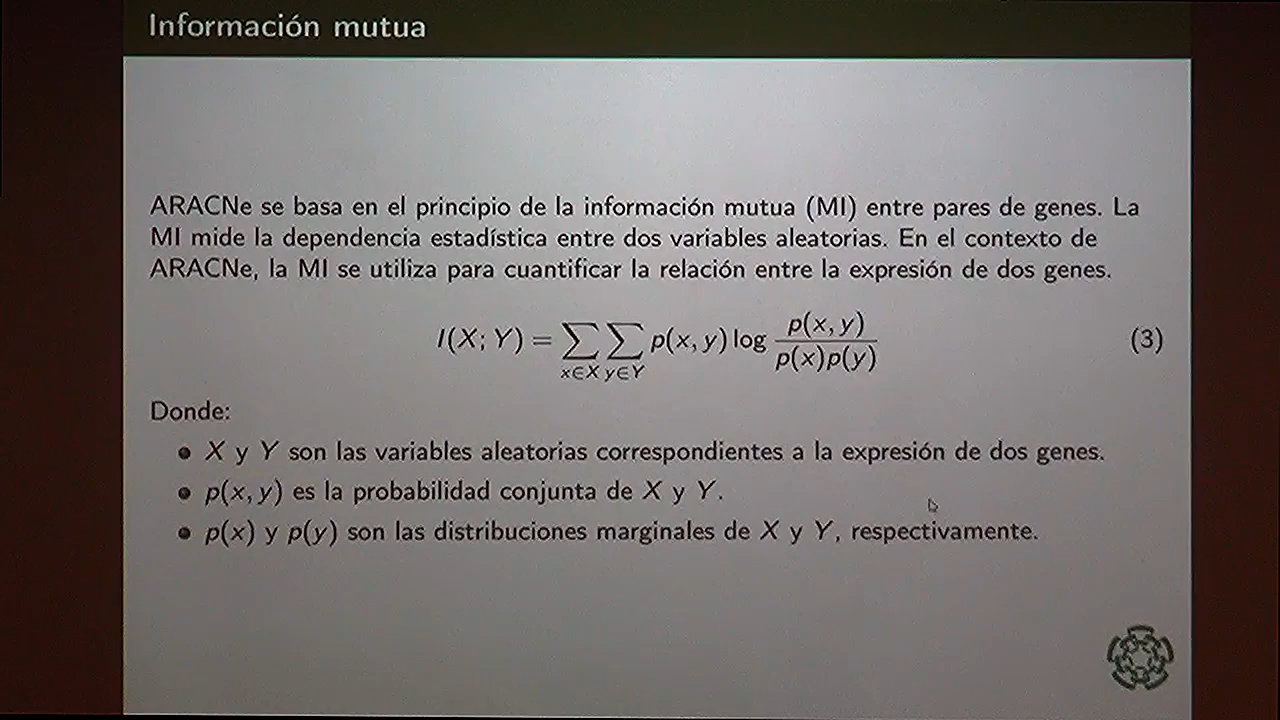 Información mutua
ARACNe se basa en el principio de la información mutua (MI) entre pares de genes. La
MI mide la dependencia estadística entre dos variables aleatorias. En el contexto de
ARACNe, la MI se utiliza para cuantificar la relación entre la expresión de dos genes.
I(X; Y) = ∑x∈X ∑y∈Y p(x, y) log p(x, y) / p(x)p(y) (3)
Donde:
• X y Y son las variables aleatorias correspondientes a la expresión de dos genes.
• p(x, y) es la probabilidad conjunta de X y Y.
• p(x) y p(y) son las distribuciones marginales de X y Y, respectivamente.